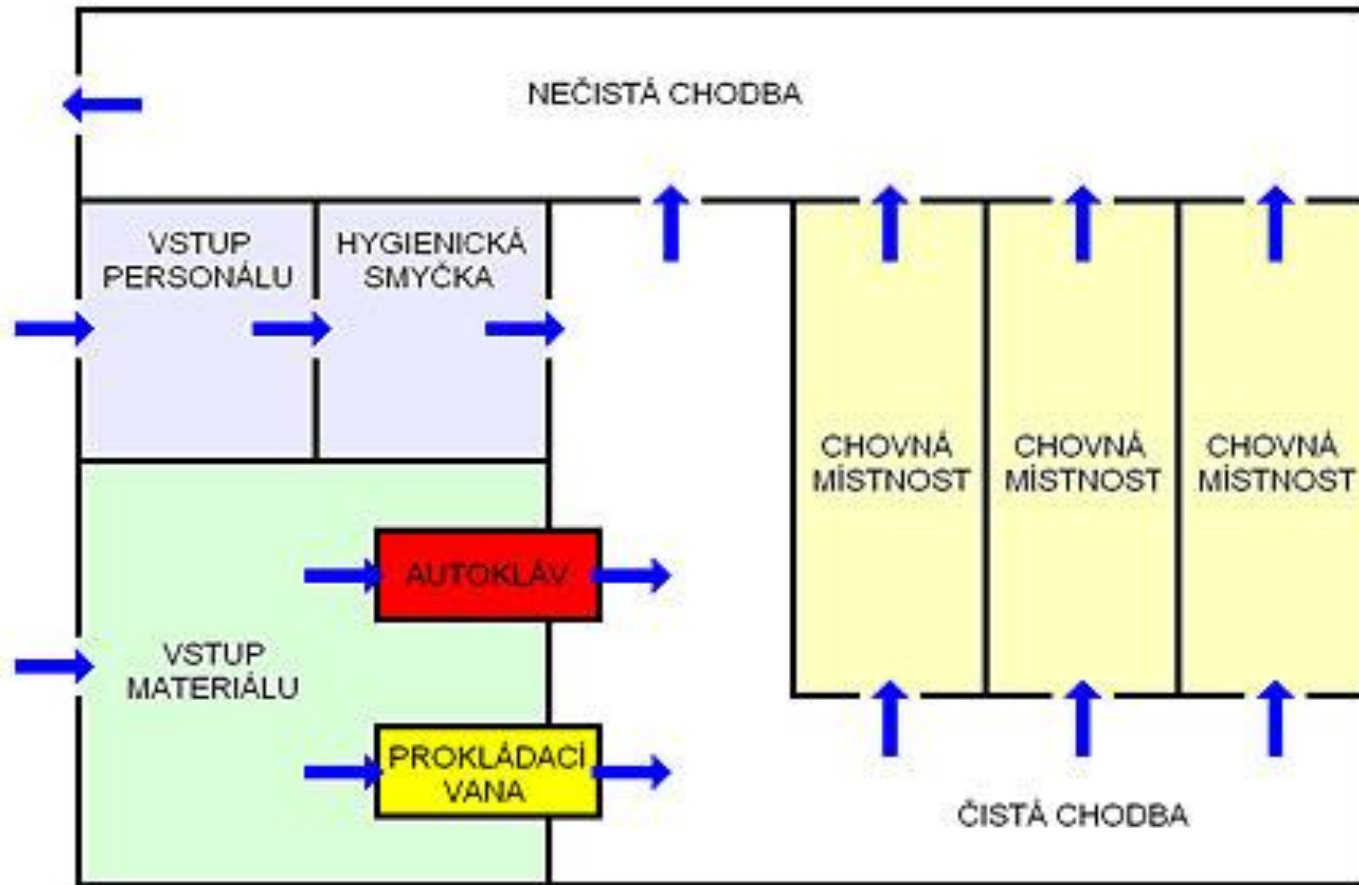 NEČISTÁ CHODBA
VSTUP
PERSONÁLU
HYGIENICKÁ
SMYČKA
CHOVNÁ
MÍSTNOST
CHOVNÁ
MÍSTNOST
CHOVNÁ
MÍSTNOST
AUTOKLÁV
VSTUP
MATERIÁLU
PROKLÁDACÍ
VANA
ČISTÁ CHODBA